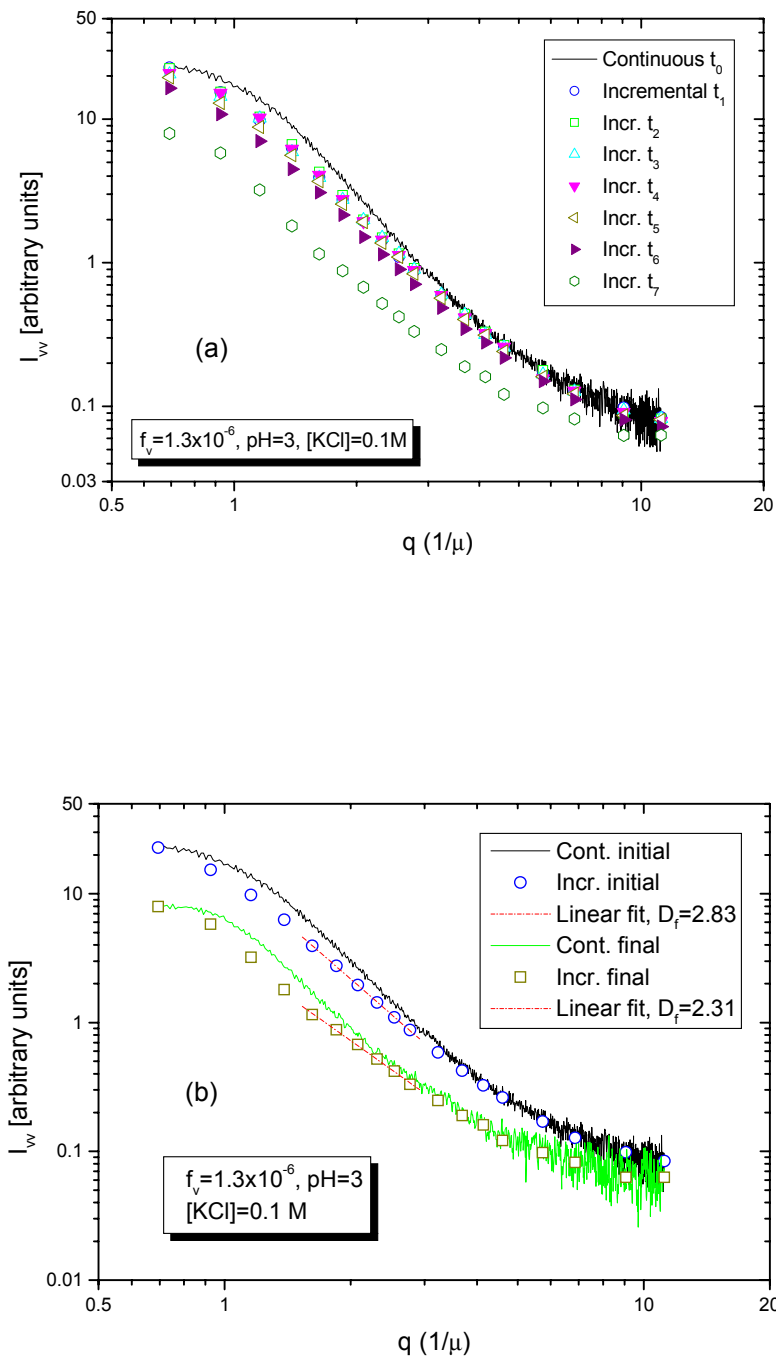 50
10
1
0.1
0.03
I_vv [arbitrary units]
Continuous t_0
Incremental t_1
Incr. t_2
Incr. t_3
Incr. t_4
Incr. t_5
Incr. t_6
Incr. t_7
(a)
f_v=1.3x10^-6, pH=3, [KCl]=0.1M
0.5 1 10 20
q (1/μ)
50
10
1
0.1
0.01
I_vv [arbitrary units]
Cont. initial
Incr. initial
Linear fit, D_f=2.83
Cont. final
Incr. final
Linear fit, D_f=2.31
(b)
f_v=1.3x10^-6, pH=3
[KCl]=0.1 M
0.5 1 10 20
q (1/μ)